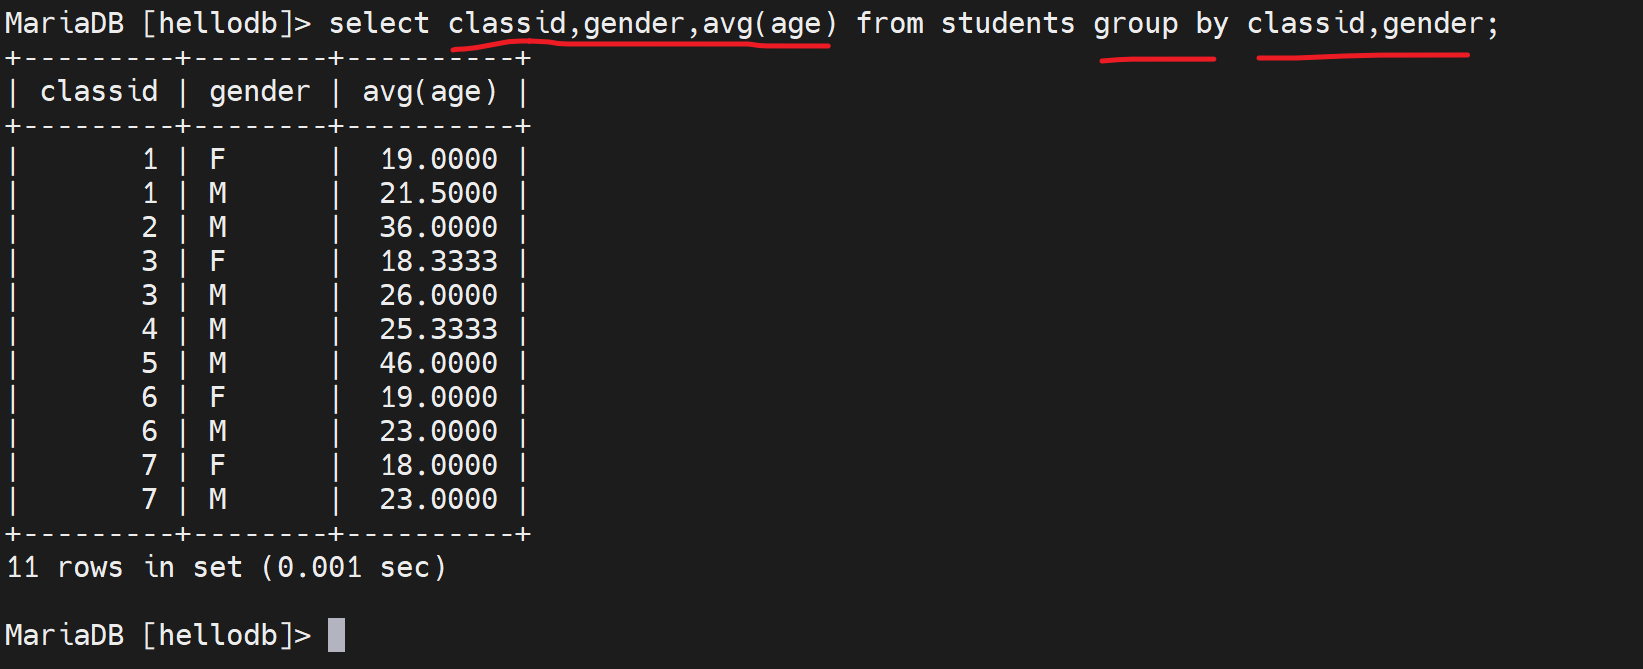 MariaDB [hellodb]> select classid,gender,avg(age) from students group by classid,gender;
+---------+--------+----------+
| classid | gender | avg(age) |
+---------+--------+----------+
|       1 | F      |  19.0000 |
|       1 | M      |  21.5000 |
|       2 | M      |  36.0000 |
|       3 | F      |  18.3333 |
|       3 | M      |  26.0000 |
|       4 | M      |  25.3333 |
|       5 | M      |  46.0000 |
|       6 | F      |  19.0000 |
|       6 | M      |  23.0000 |
|       7 | F      |  18.0000 |
|       7 | M      |  23.0000 |
+---------+--------+----------+
11 rows in set (0.001 sec)
MariaDB [hellodb]>